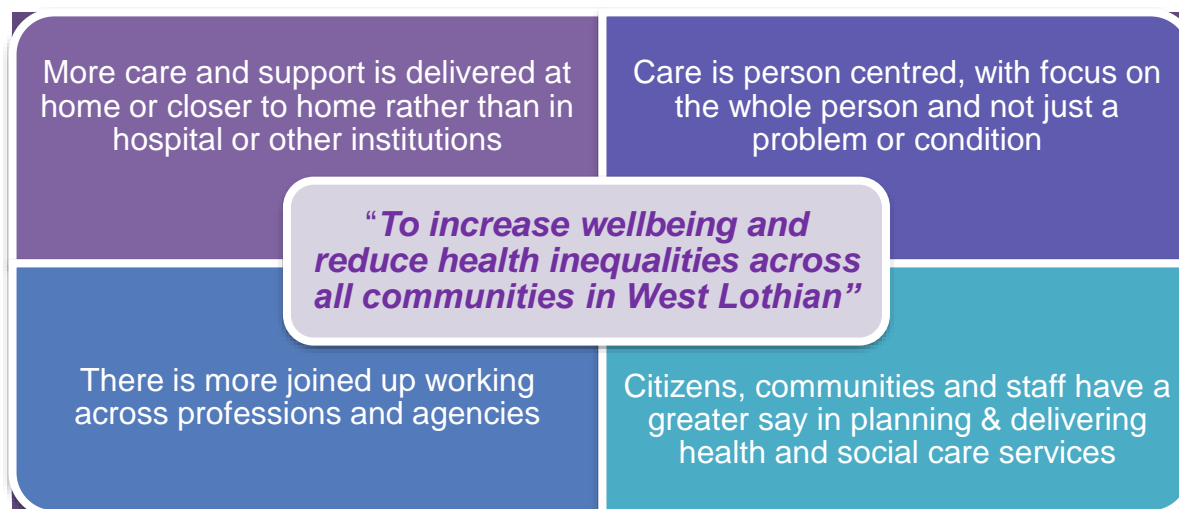 More care and support is delivered at
home or closer to home rather than in
hospital or other institutions
Care is person centred, with focus on
the whole person and not just a
problem or condition
“To increase wellbeing and
reduce health inequalities across
all communities in West Lothian”
There is more joined up working
across professions and agencies
Citizens, communities and staff have a
greater say in planning & delivering
health and social care services